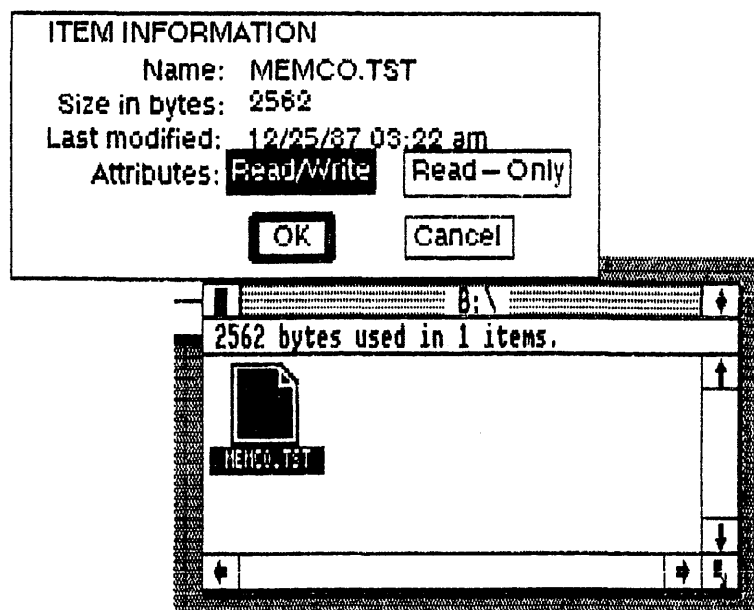 ITEM INFORMATION
Name: MEMCO.TST
Size in bytes: 2562
Last modified: 12/25/87 03:22 am
Attributes: Read/Write Read-Only
OK Cancel
B:\
2562 bytes used in 1 items.
MEMCO.TST